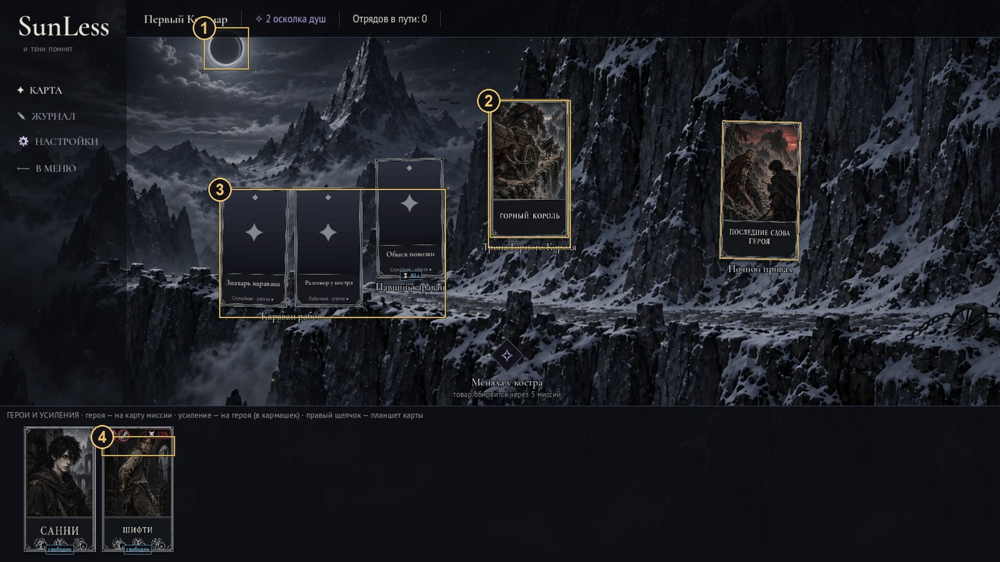 SunLess
И ТЕНИ ПОМНЯТ
✦ КАРТА
ЖУРНАЛ
НАСТРОЙКИ
В МЕНЮ
Первый
✧ 2 осколка душ
Отрядов в пути: 0
1
2
3
4
ГОРНЫЙ КОРОЛЬ
Тропа Горного Короля
ПОСЛЕДНИЕ СЛОВА
ГЕРОЯ
Ночной привал
Обыск повозки
Случайная · угроза
80 с
Павший караван
Знахарь каравана
Случайная · угроза
Разговор у костра
Побочная · угроза
Караван рабов
Меняла у костра
товар обновится через 5 миссий
ГЕРОИ И УСИЛЕНИЯ · героя — на карту миссии · усиление — на героя (в кармашек) · правый щелчок — планшет карты
15%
САННИ
свободен
ШИФТИ
свободен